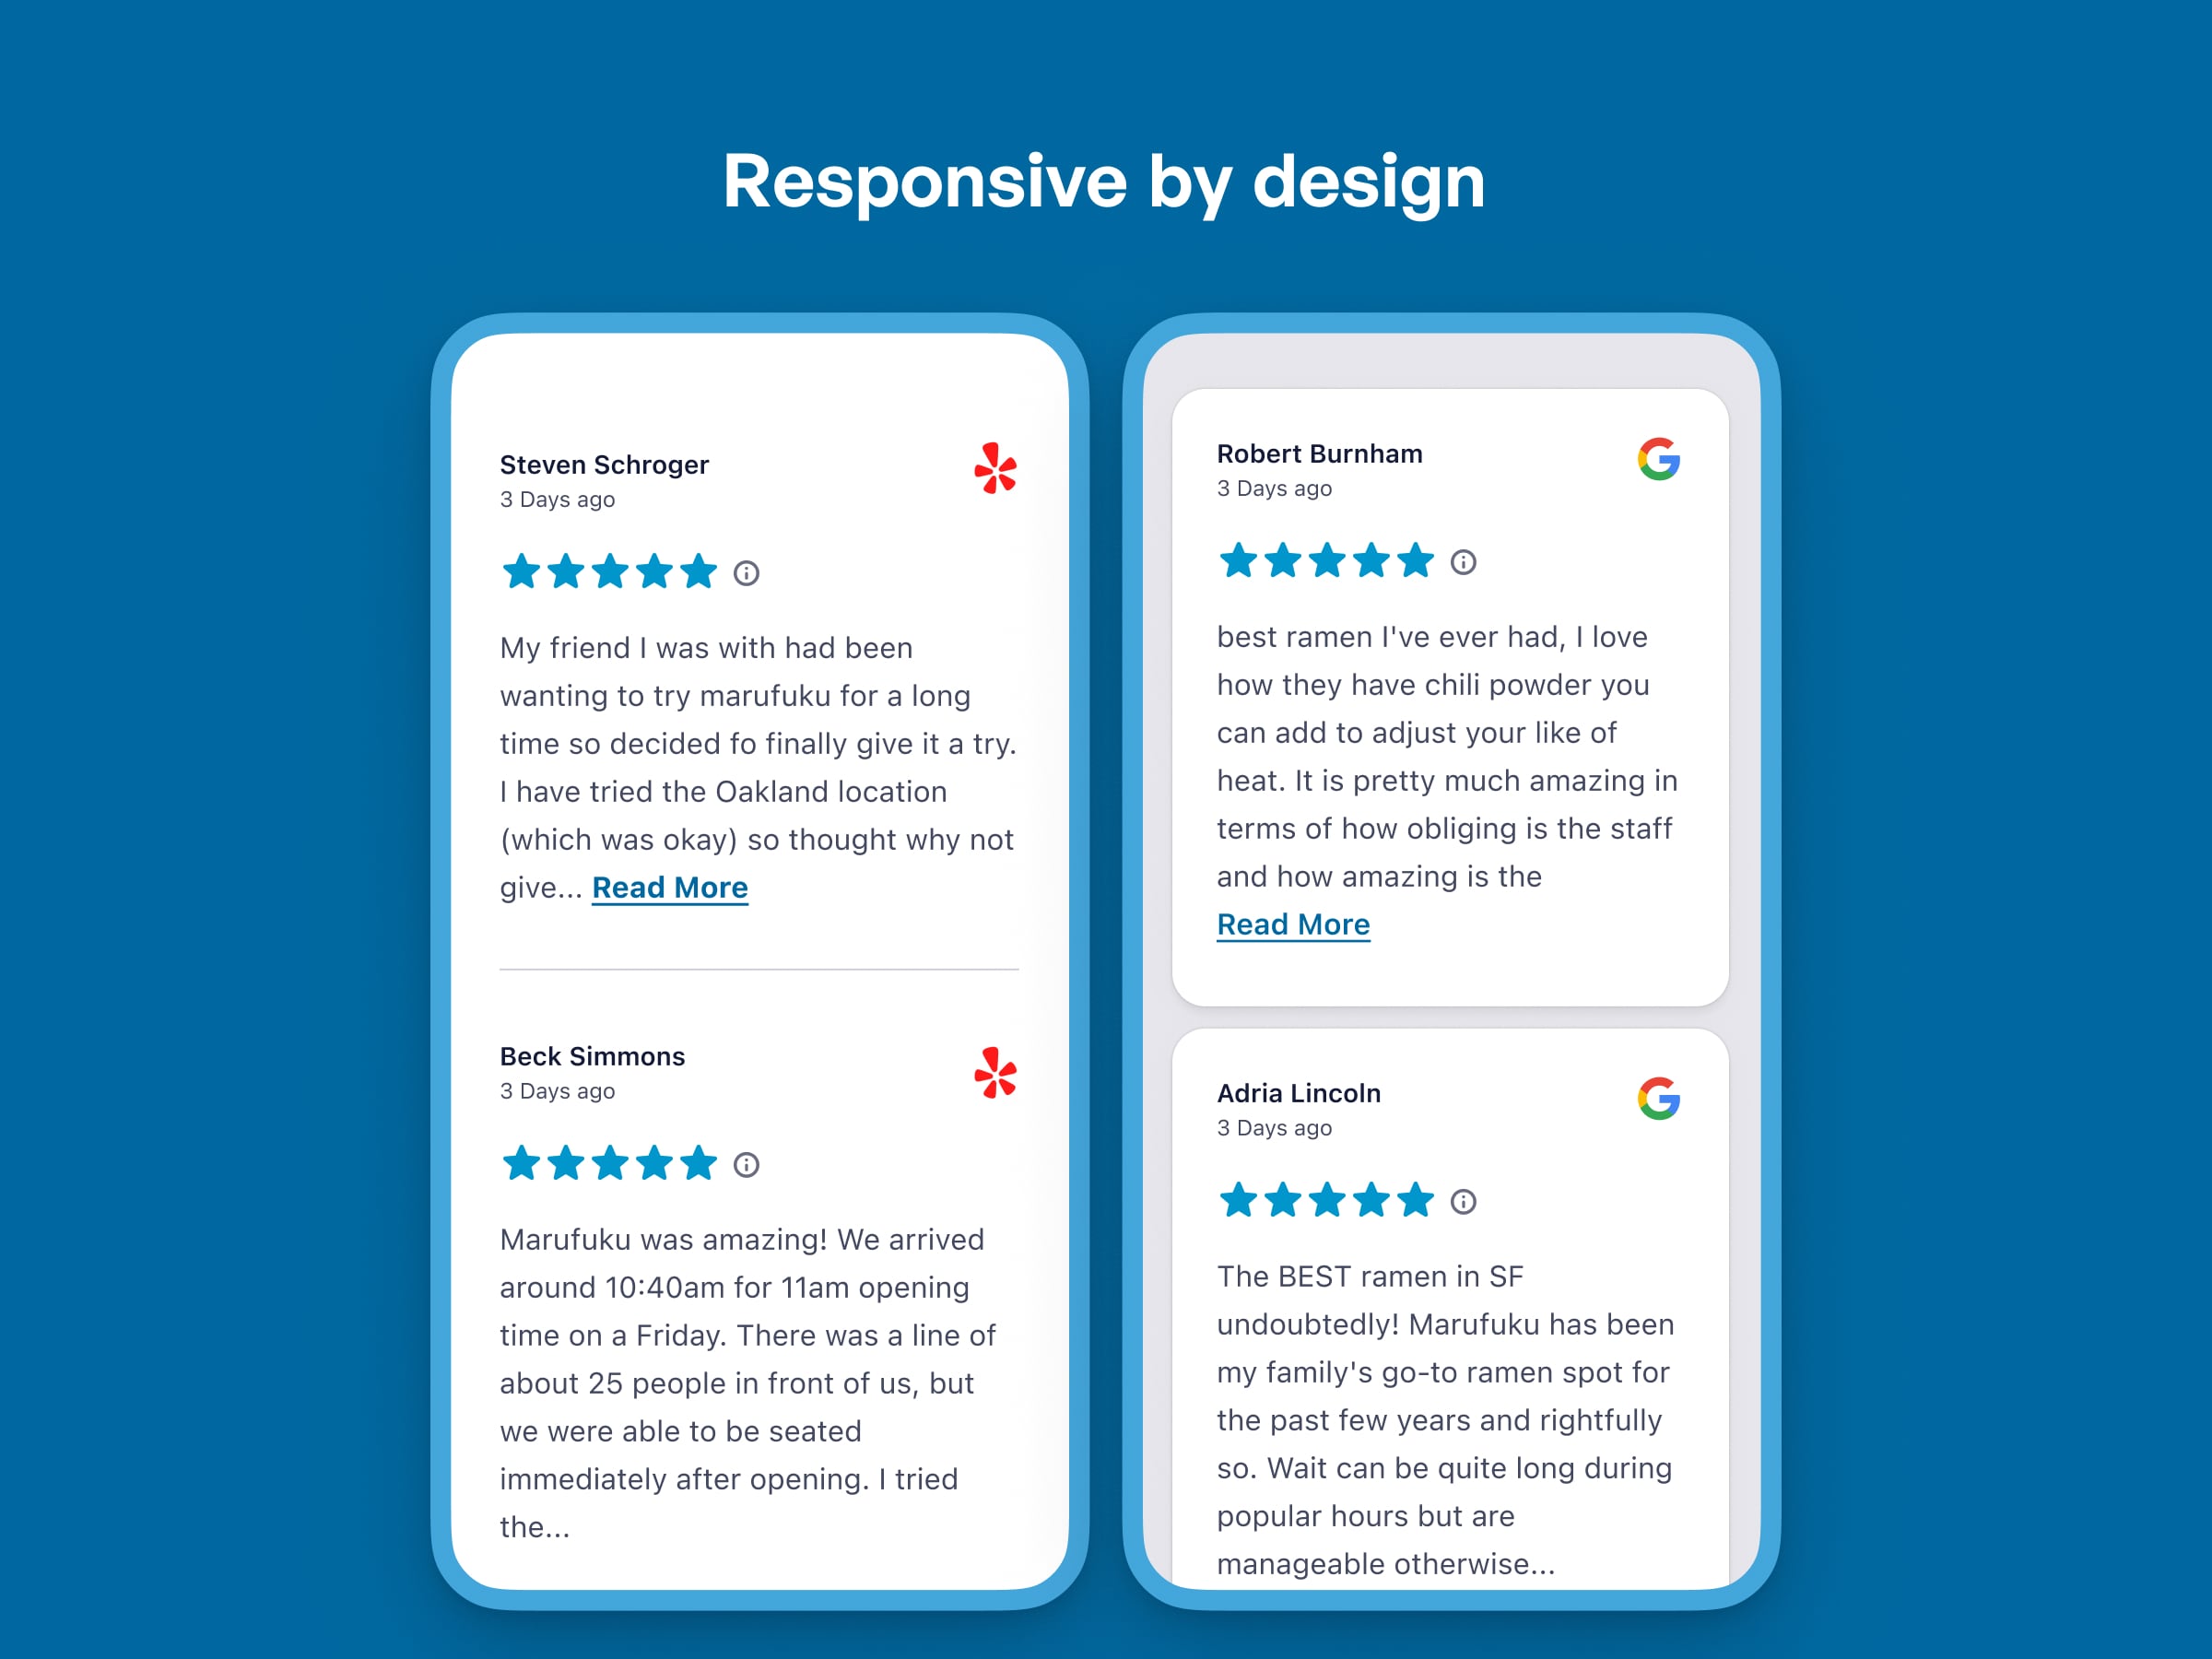 Responsive by design
Steven Schroger
3 Days ago
My friend I was with had been
wanting to try marufuku for a long
time so decided fo finally give it a try.
I have tried the Oakland location
(which was okay) so thought why not
give... Read More
Beck Simmons
3 Days ago
Marufuku was amazing! We arrived
around 10:40am for 11am opening
time on a Friday. There was a line of
about 25 people in front of us, but
we were able to be seated
immediately after opening. I tried
the...
Robert Burnham
3 Days ago
best ramen I've ever had, I love
how they have chili powder you
can add to adjust your like of
heat. It is pretty much amazing in
terms of how obliging is the staff
and how amazing is the
Read More
Adria Lincoln
3 Days ago
The BEST ramen in SF
undoubtedly! Marufuku has been
my family's go-to ramen spot for
the past few years and rightfully
so. Wait can be quite long during
popular hours but are
manageable otherwise...